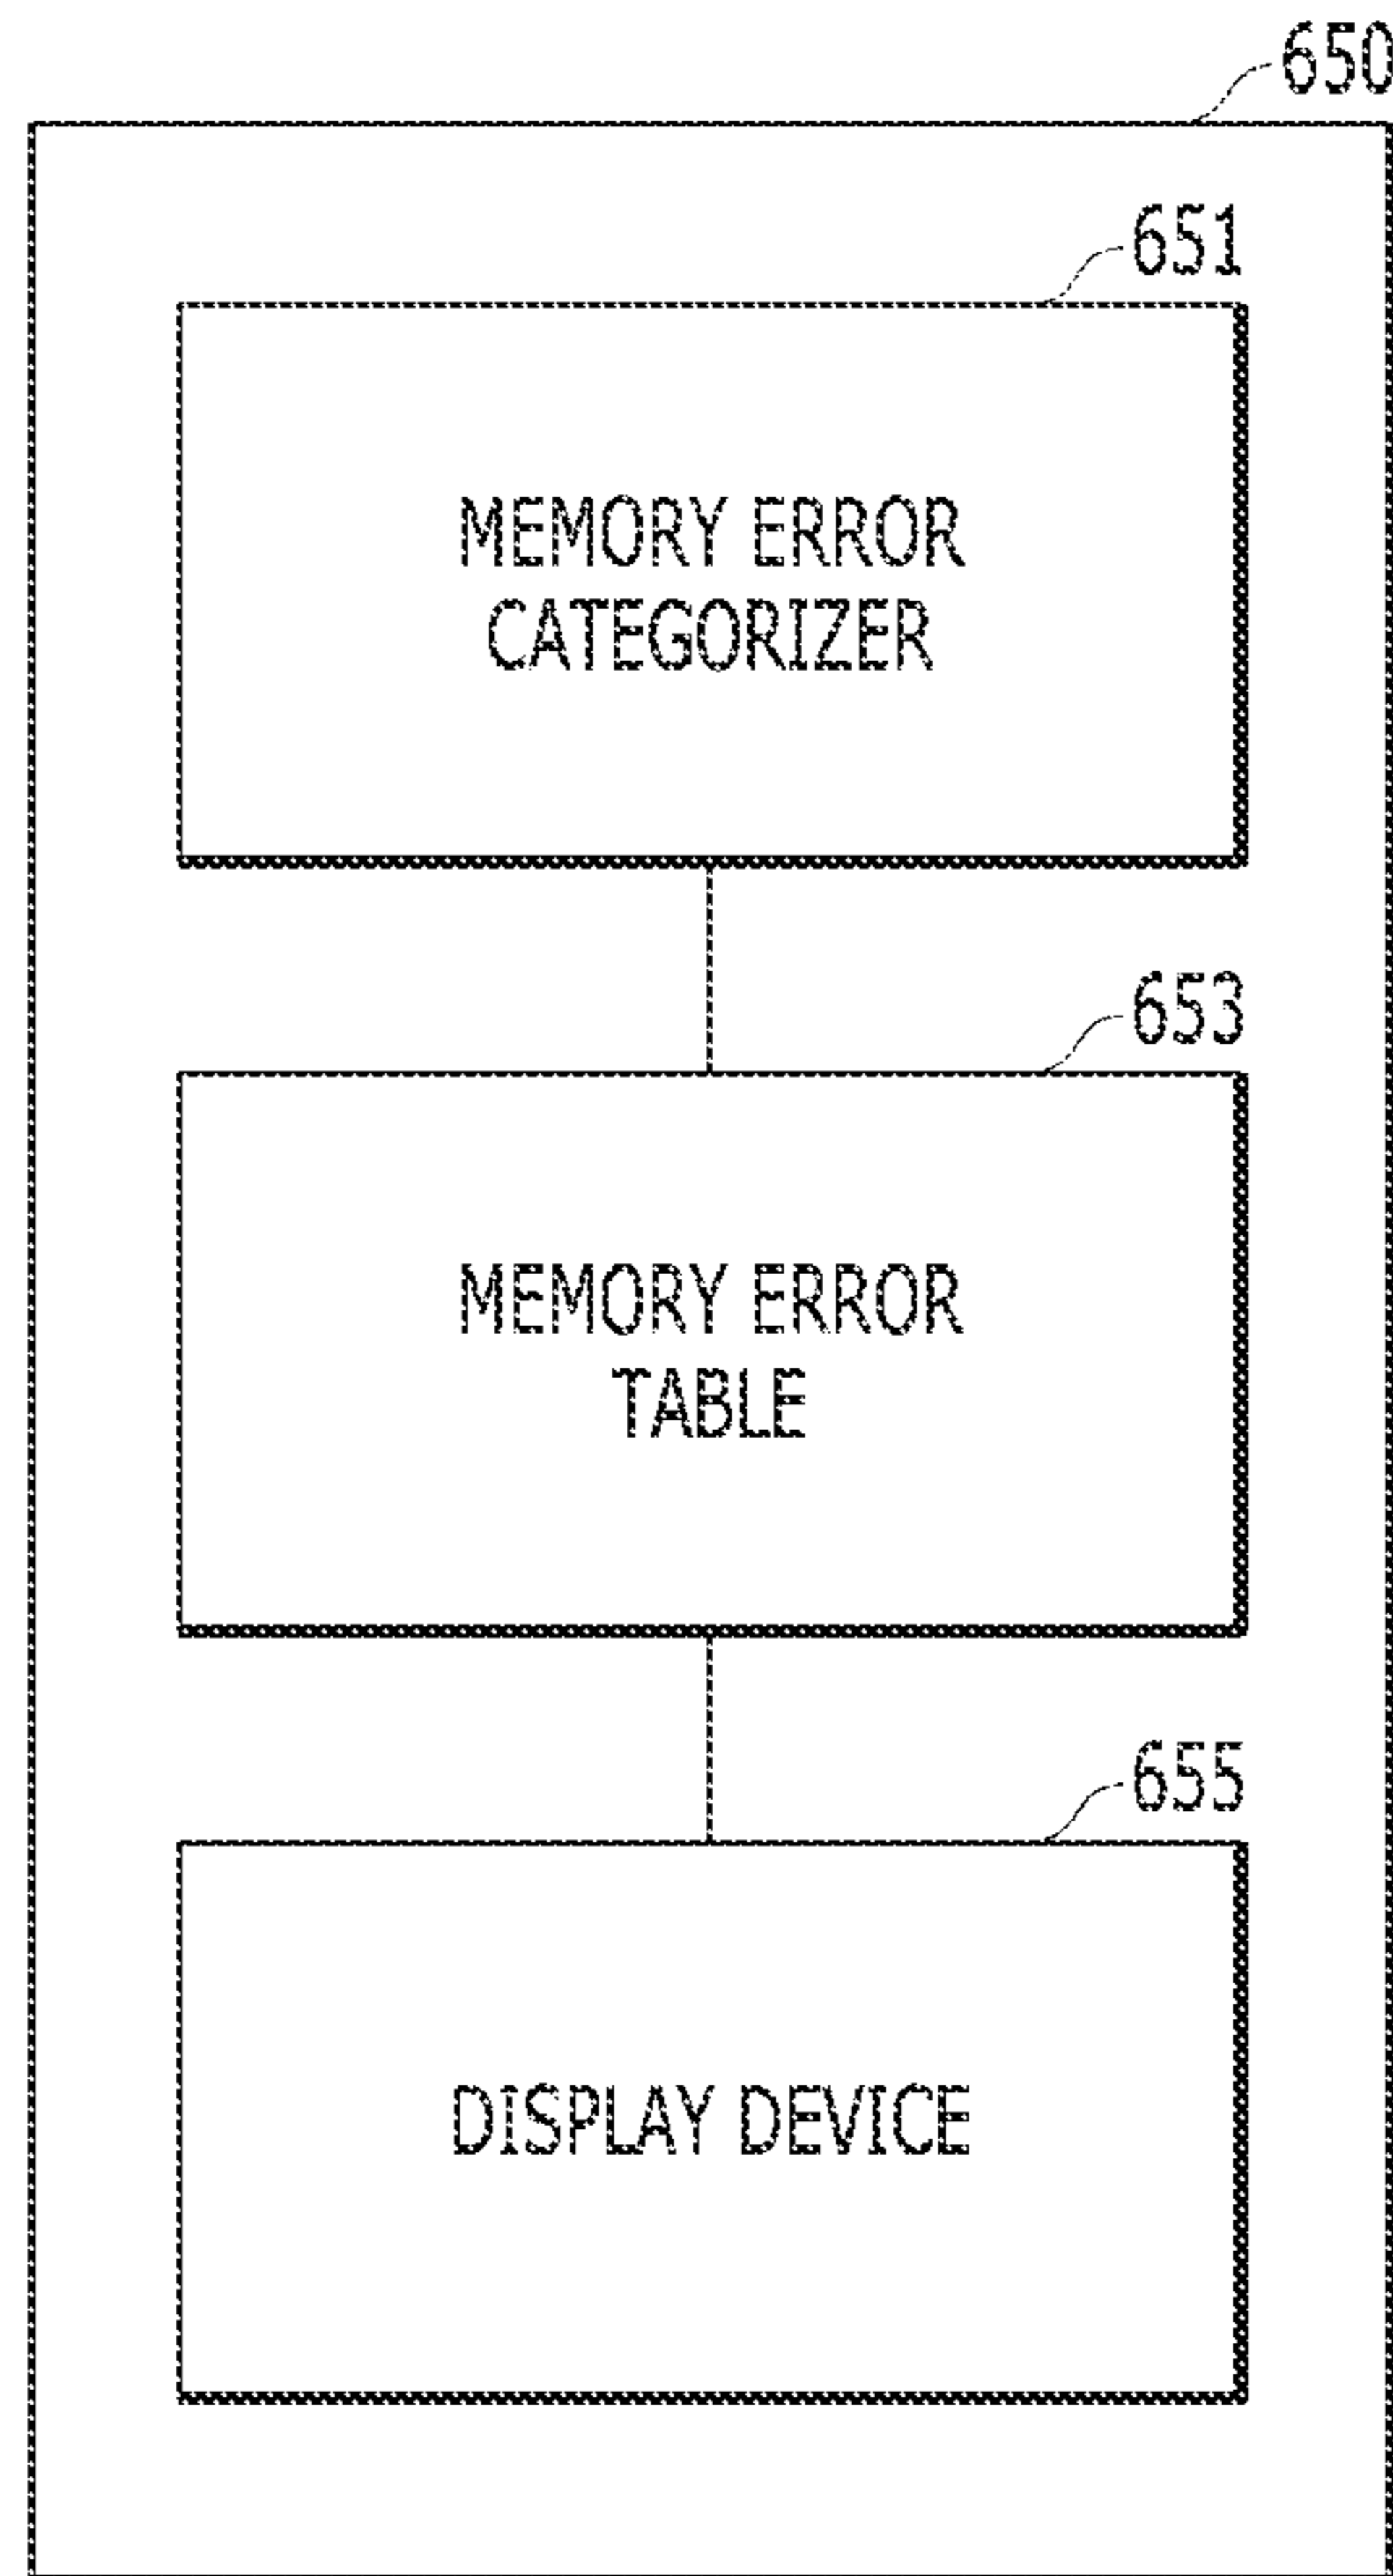 650
651
MEMORY ERROR
CATEGORIZER
653
MEMORY ERROR
TABLE
655
DISPLAY DEVICE